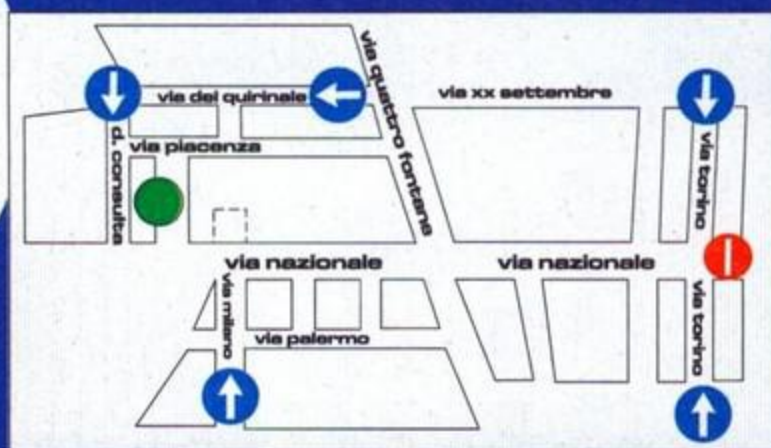 via quattro fontane
via del quirinale
via xx settembre
d. consulta
via piacenza
via torino
via nazionale
via nazionale
via milano
via palermo
via torino